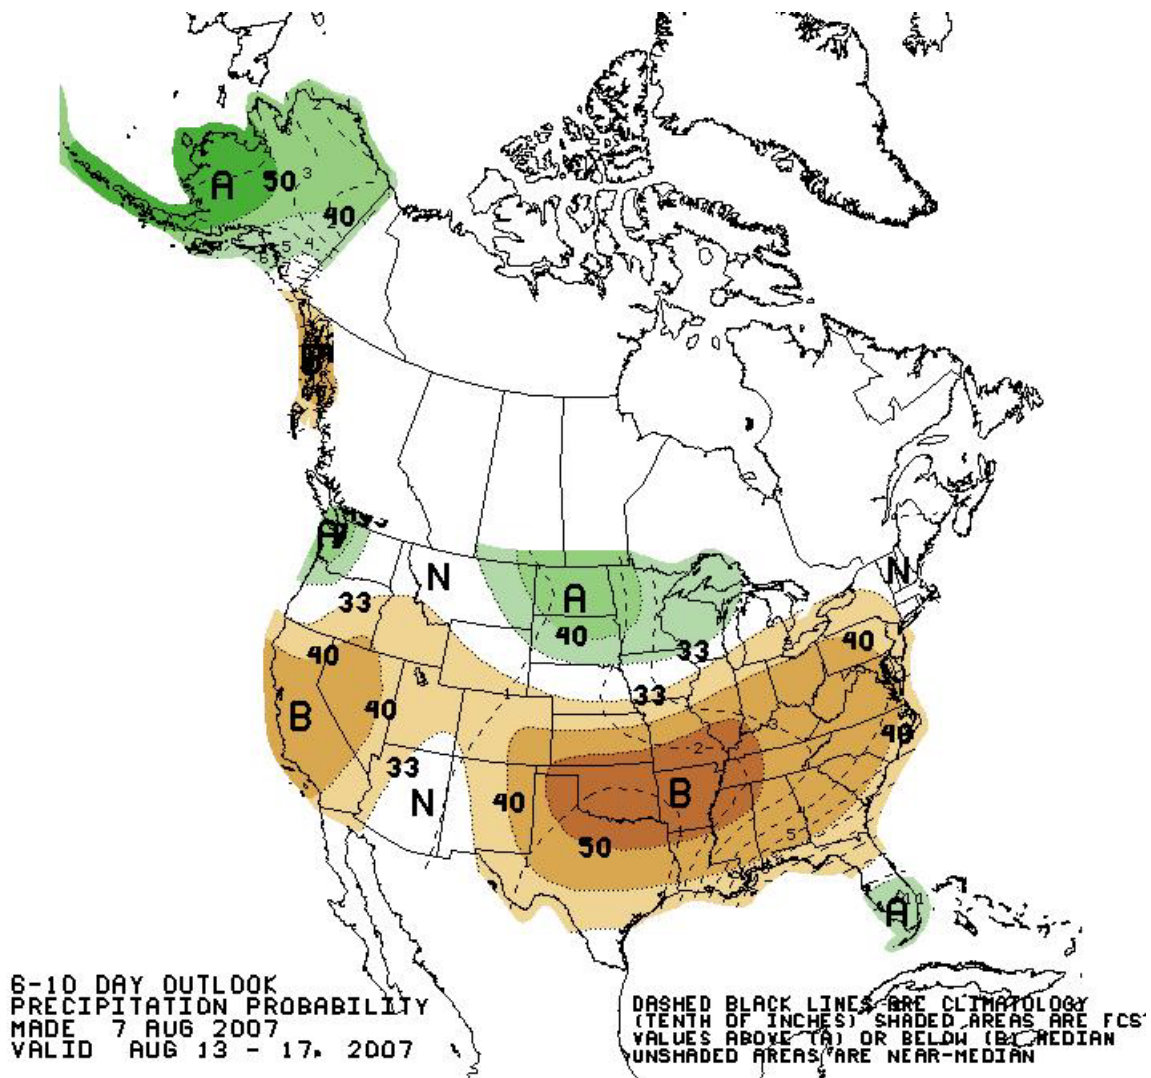 A 50
40
A
N
N
33
A
40
33
40
40
33
B
40
40
2
33
N
40
B
50
5
A
6-10 DAY OUTLOOK
PRECIPITATION PROBABILITY
MADE 7 AUG 2007
VALID AUG 13 - 17, 2007
DASHED BLACK LINES ARE CLIMATOLOGY
(TENTH OF INCHES) SHADED AREAS ARE FCST
VALUES ABOVE (A) OR BELOW (B) MEDIAN
UNSHADED AREAS ARE NEAR-MEDIAN